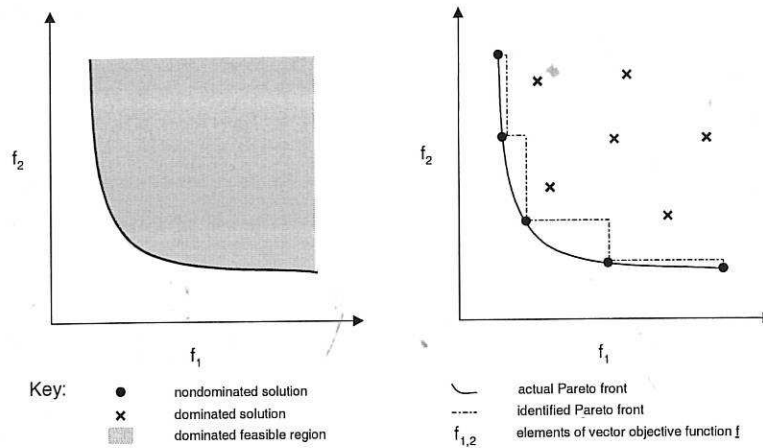 f2
f1
f2
f1
Key:
nondominated solution
dominated solution
dominated feasible region
actual Pareto front
identified Pareto front
f1,2 elements of vector objective function f